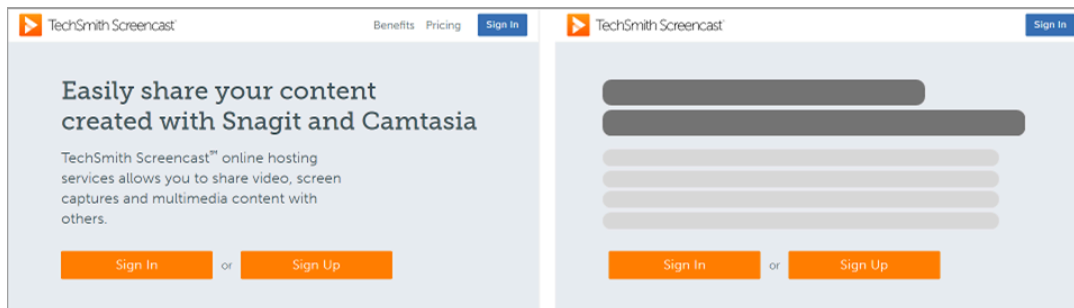 TechSmith Screencast
Benefits Pricing Sign In
Easily share your content
created with Snagit and Camtasia
TechSmith Screencast™ online hosting
services allows you to share video, screen
captures and multimedia content with
others.
Sign In or Sign Up
TechSmith Screencast
Sign In
Sign In or Sign Up